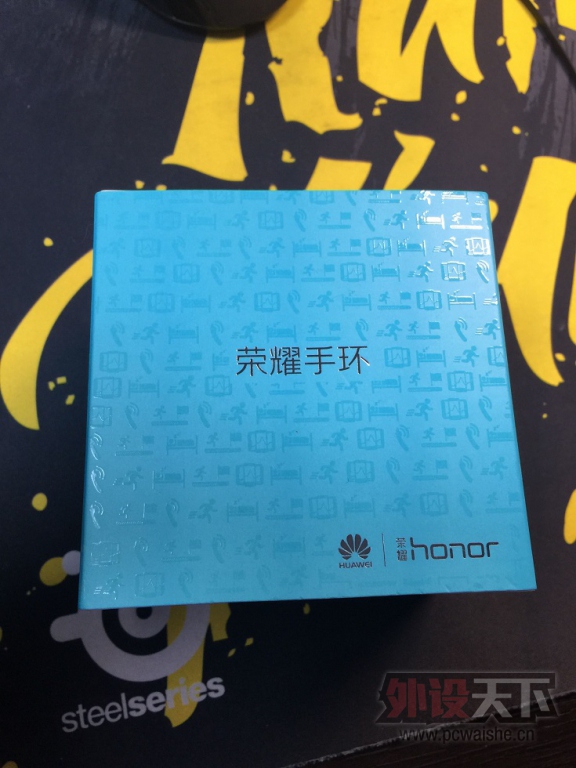 荣耀手环
HUAWEI
荣耀 honor
steelseries
外设天下
www.pcwaishe.cn